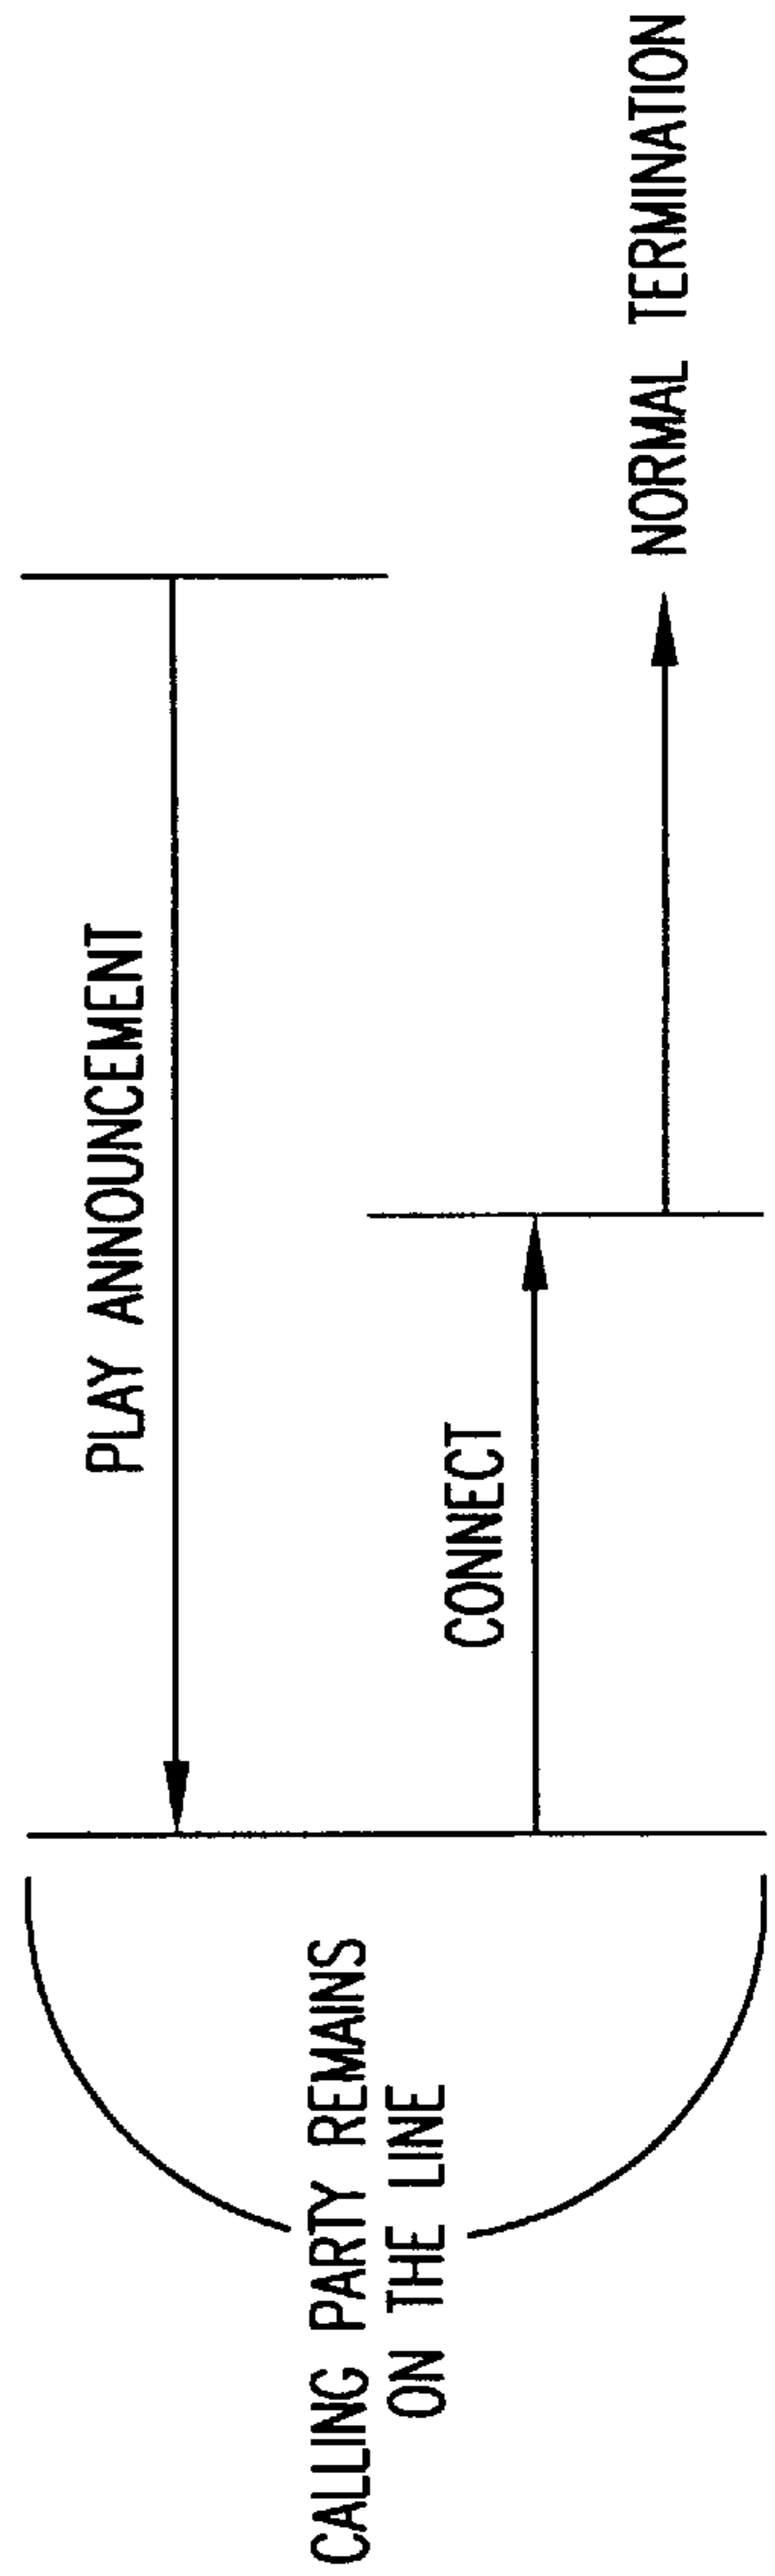 PLAY ANNOUNCEMENT
CALLING PARTY REMAINS
ON THE LINE
CONNECT
NORMAL TERMINATION